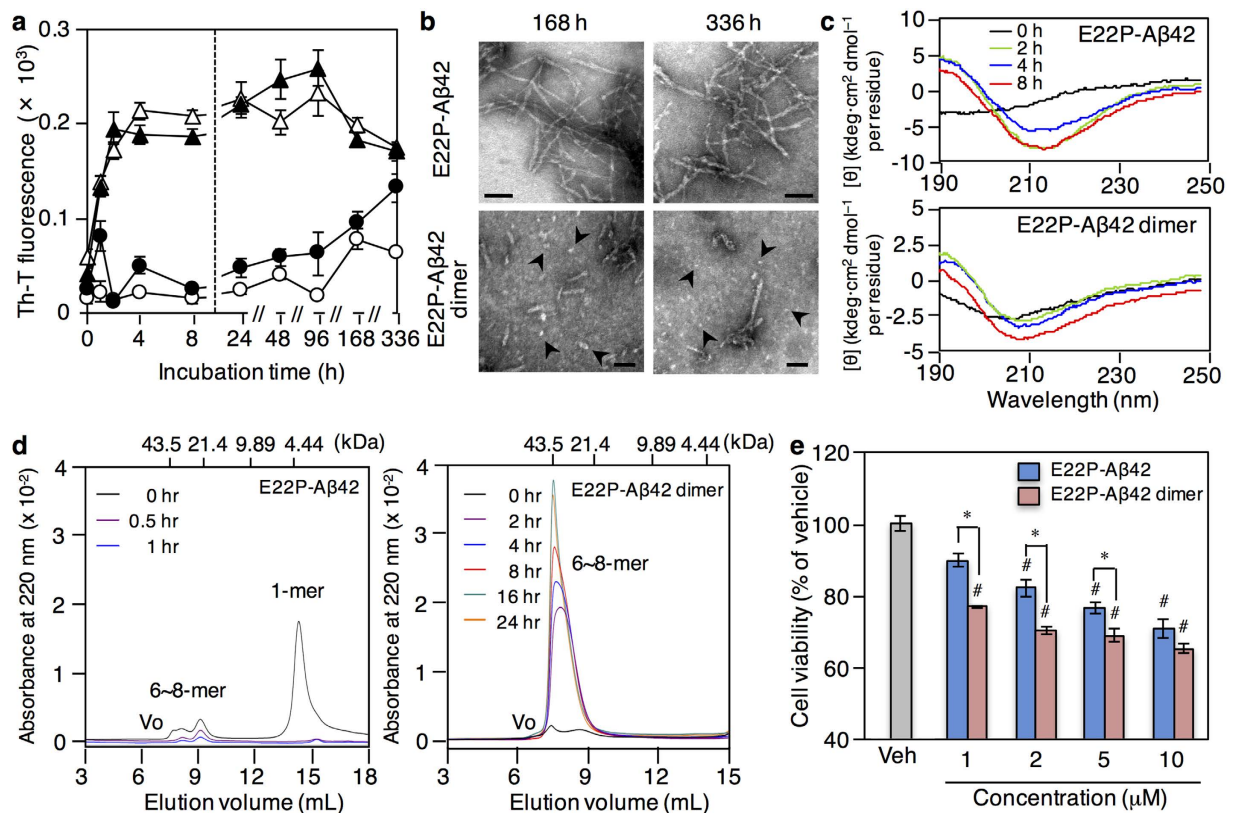 a
0.3
0.2
0.1
0
Th-T fluorescence (× 10³)
0 4 8 24 // 48 // 96 // 168 // 336
Incubation time (h)
b
168 h 336 h
E22P-Aβ42
E22P-Aβ42
dimer
c
10
5
0
-5
-10
[θ] (kdeg·cm² dmol⁻¹
per residue)
0 h
2 h
4 h
8 h
E22P-Aβ42
190 210 230 250
5
2.5
0
-2.5
-5
[θ] (kdeg·cm² dmol⁻¹
per residue)
E22P-Aβ42 dimer
190 210 230 250
Wavelength (nm)
d
43.5 21.4 9.89 4.44 (kDa)
4
3
2
1
0
Absorbance at 220 nm (x 10⁻²)
0 hr
0.5 hr
1 hr
E22P-Aβ42
1-mer
6~8-mer
Vo
3 6 9 12 15 18
Elution volume (mL)
43.5 21.4 9.89 4.44 (kDa)
4
3
2
1
0
Absorbance at 220 nm (x 10⁻²)
0 hr
2 hr
4 hr
8 hr
16 hr
24 hr
E22P-Aβ42 dimer
6~8-mer
Vo
3 6 9 12 15
Elution volume (mL)
e
120
100
80
60
40
Cell viability (% of vehicle)
E22P-Aβ42
E22P-Aβ42 dimer
* * *
# # # # # #
Veh 1 2 5 10
Concentration (μM)